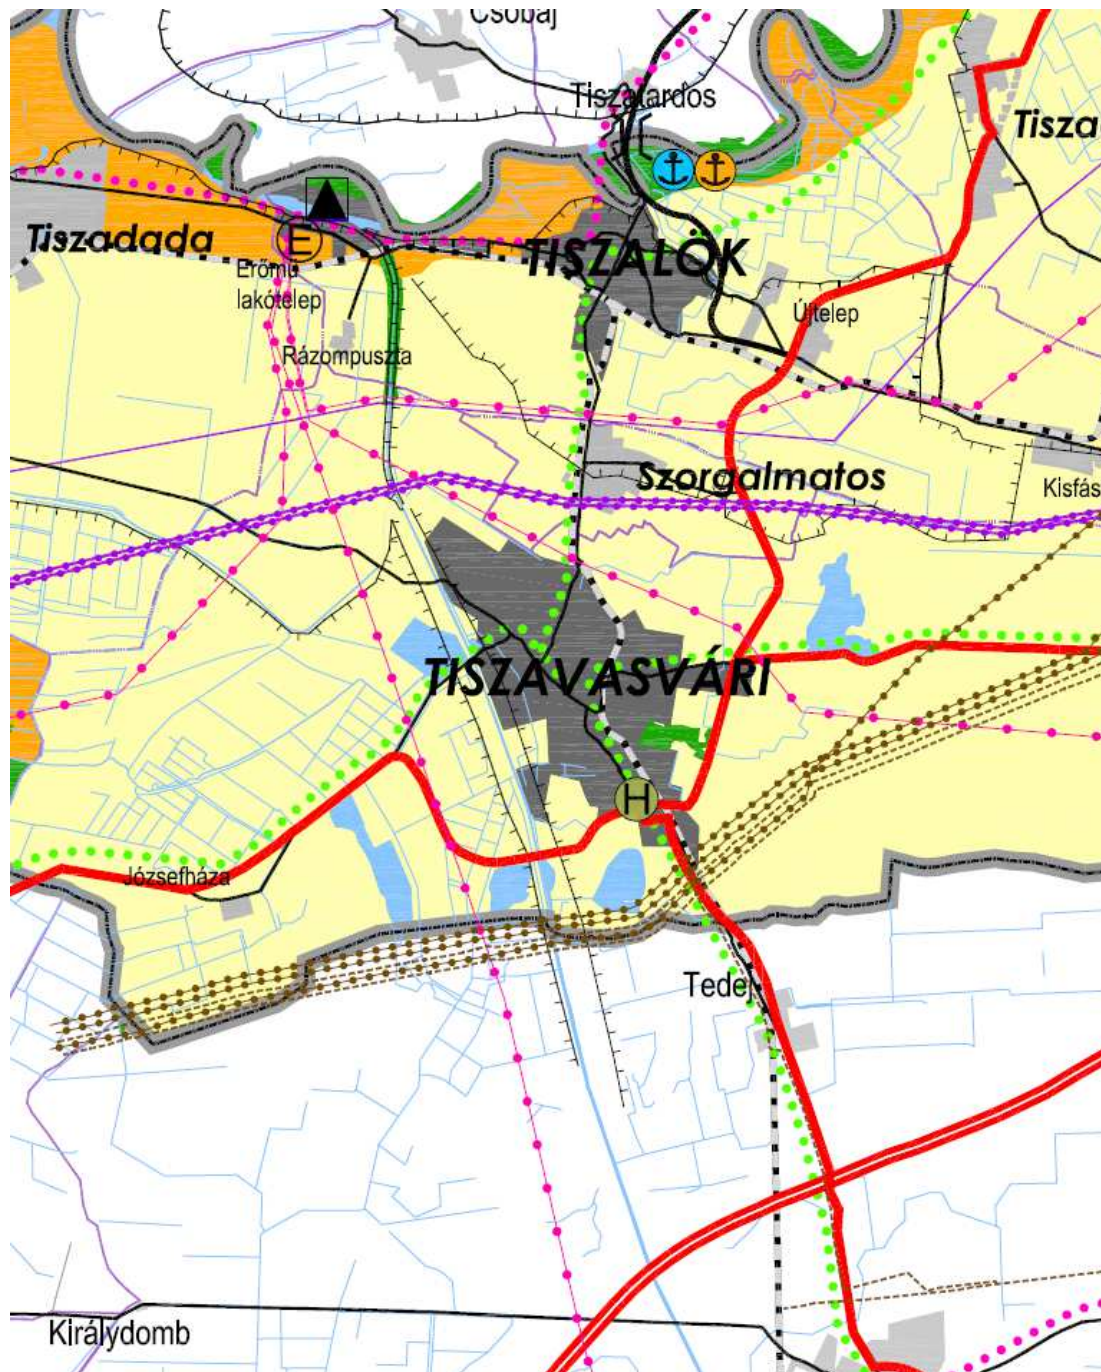 Csobaj
Tiszatardos
Tisza
Tiszadada
E
Erőmű
lakótelep
TISZALÖK
Újtelep
Rázompuszta
Szorgalmatos
Kisfás
TISZAVASVÁRI
H
Józsefháza
Tedej
Királydomb